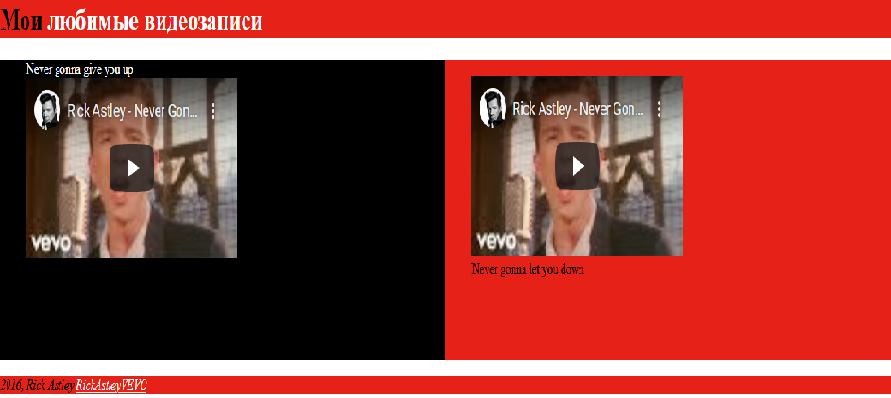 Мои любимые видеозаписи
Never gonna give you up
Rick Astley - Never Gon...
vevo
Rick Astley - Never Gon...
vevo
Never gonna let you down
2016, Rick Astley RickAstleyVEVO